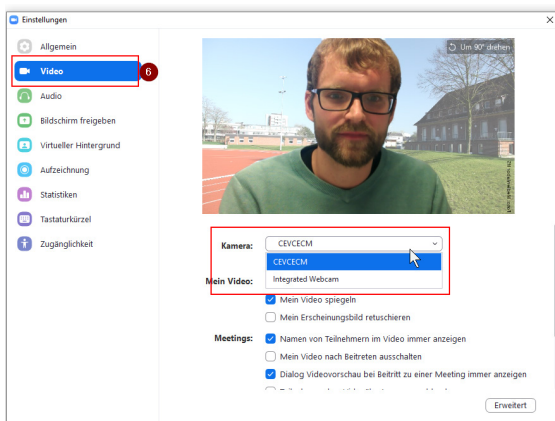 Einstellungen
Allgemein
Video
6
Audio
Bildschirm freigeben
Virtueller Hintergrund
Aufzeichnung
Statistiken
Tastaturkürzel
Zugänglichkeit
Um 90° drehen
Kamera:
CEVCECM
CEVCECM
Integrated Webcam
Mein Video:
Mein Video spiegeln
Mein Erscheinungsbild retuschieren
Meetings:
Namen von Teilnehmern im Video immer anzeigen
Mein Video nach Beitreten ausschalten
Dialog Videovorschau bei Beitritt zu einer Meeting immer anzeigen
Erweitert